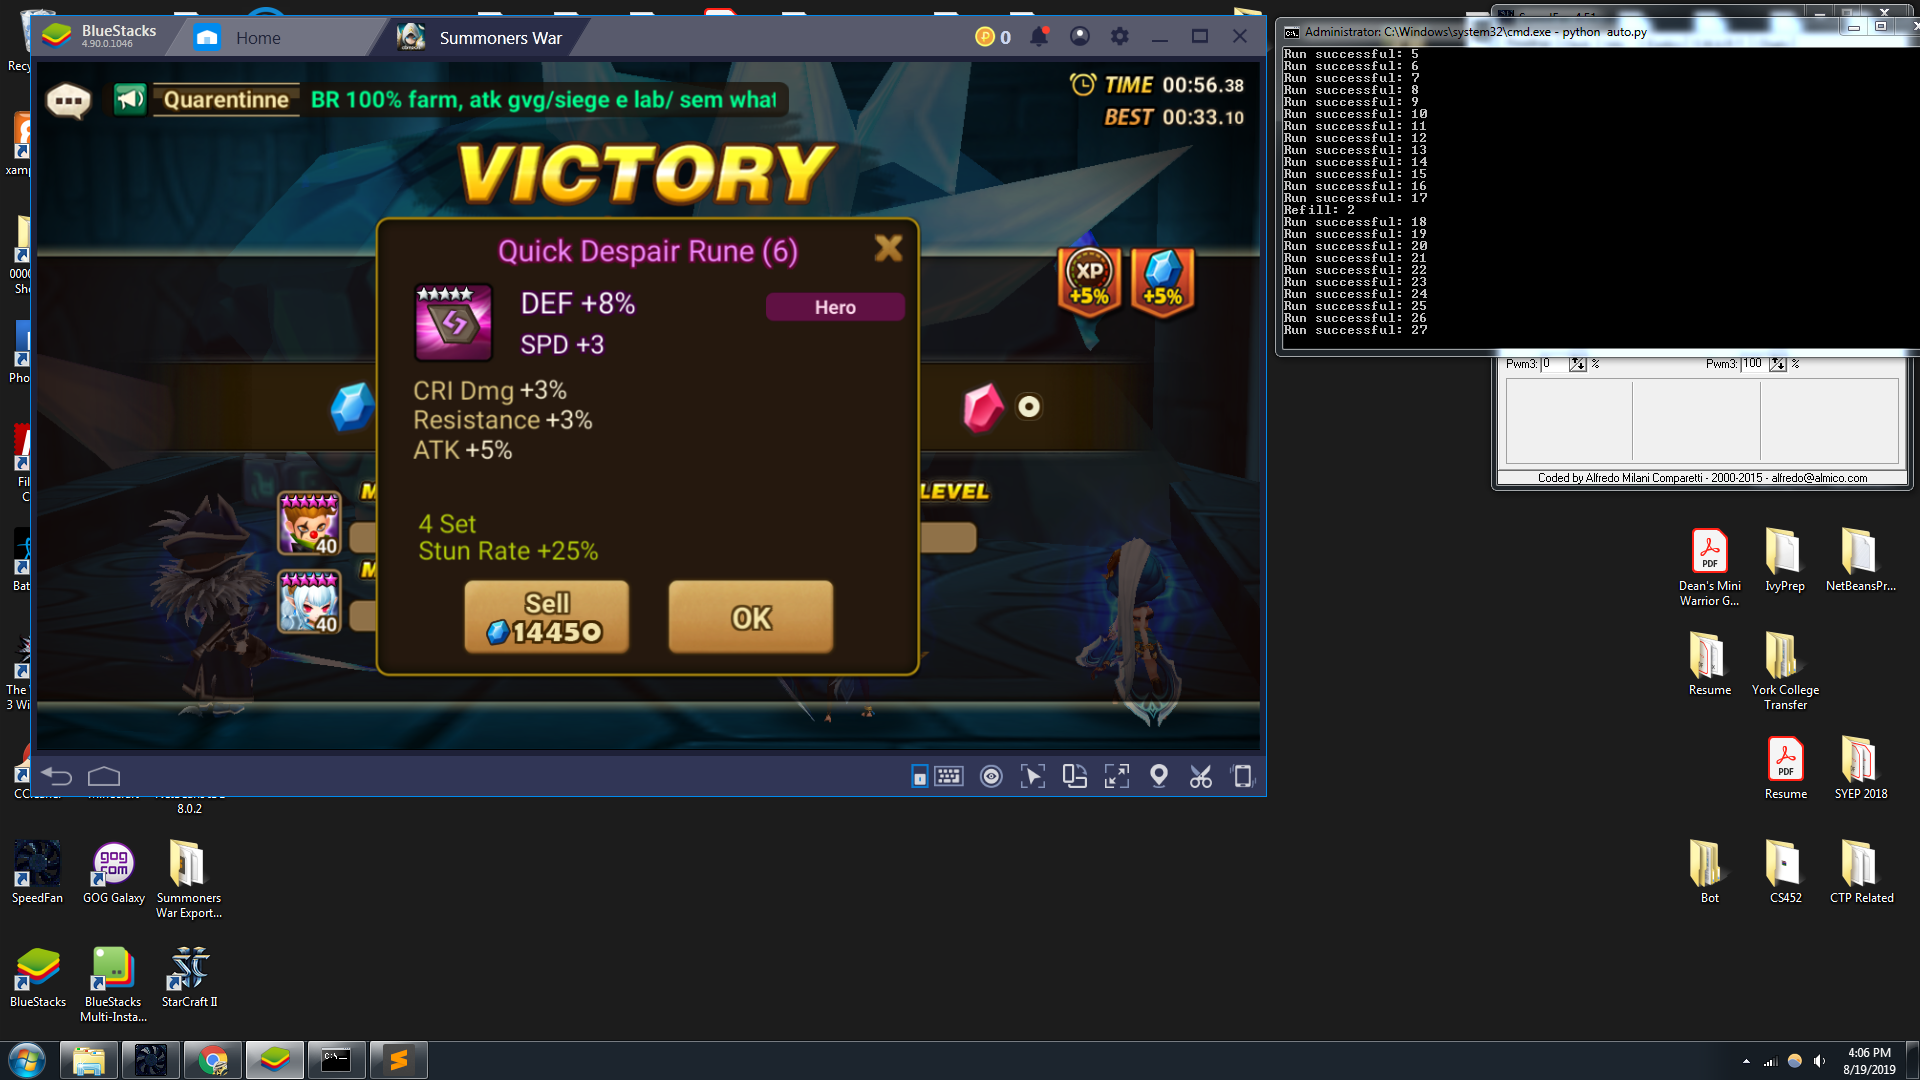 BlueStacks
4.90.0.1046
Home
Summoners War
0
Quarentinne
BR 100% farm, atk gvg/siege e lab/ sem what
TIME 00:56.38
BEST 00:33.10
VICTORY
Quick Despair Rune (6)
DEF +8%
Hero
SPD +3
CRI Dmg +3%
Resistance +3%
ATK +5%
4 Set
Stun Rate +25%
Sell
14450
OK
XP
+5%
+5%
LEVEL
40
40
Administrator: C:\Windows\system32\cmd.exe - python auto.py
Run successful: 5
Run successful: 6
Run successful: 7
Run successful: 8
Run successful: 9
Run successful: 10
Run successful: 11
Run successful: 12
Run successful: 13
Run successful: 14
Run successful: 15
Run successful: 16
Run successful: 17
Refill: 2
Run successful: 18
Run successful: 19
Run successful: 20
Run successful: 21
Run successful: 22
Run successful: 23
Run successful: 24
Run successful: 25
Run successful: 26
Run successful: 27
Pwm3: 0 %
Pwm3: 100 %
Coded by Alfredo Milani Comparetti - 2000-2015 - alfredo@almico.com
PDF
Dean's Mini
Warrior G...
IvyPrep
NetBeansPr...
Resume
York College
Transfer
PDF
Resume
SYEP 2018
Bot
CS452
CTP Related
8.0.2
SpeedFan
gog
com
GOG Galaxy
Summoners
War Export...
BlueStacks
BlueStacks
Multi-Insta...
StarCraft II
4:06 PM
8/19/2019